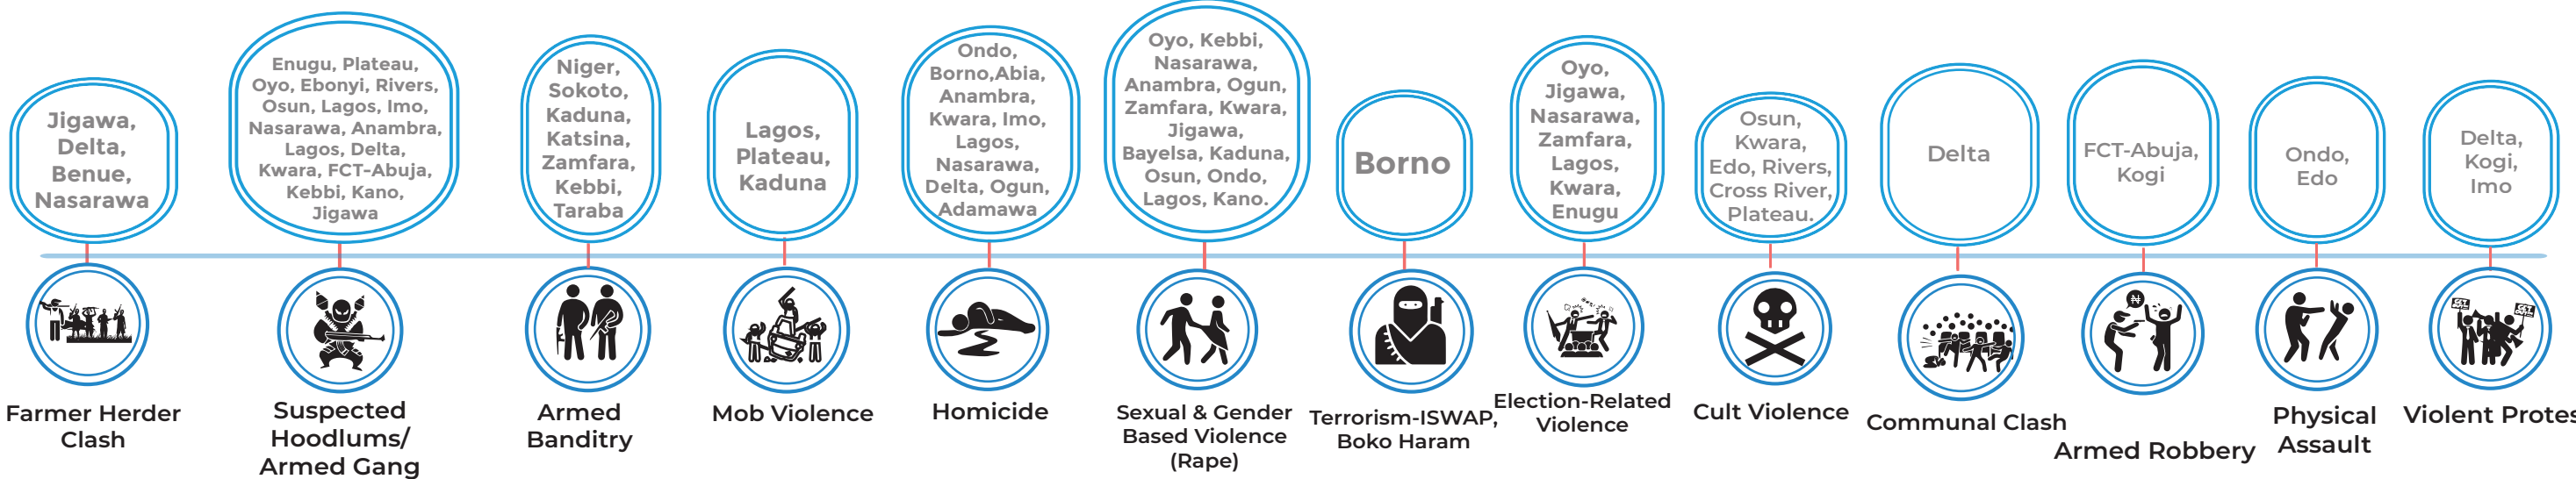 Jigawa,
Delta,
Benue,
Nasarawa
Farmer Herder
Clash
Enugu, Plateau,
Oyo, Ebonyi, Rivers,
Osun, Lagos, Imo,
Nasarawa, Anambra,
Lagos, Delta,
Kwara, FCT-Abuja,
Kebbi, Kano,
Jigawa
Suspected
Hoodlums/
Armed Gang
Niger,
Sokoto,
Kaduna,
Katsina,
Zamfara,
Kebbi,
Taraba
Armed
Banditry
Lagos,
Plateau,
Kaduna
Mob Violence
Ondo,
Borno,Abia,
Anambra,
Kwara, Imo,
Lagos,
Nasarawa,
Delta, Ogun,
Adamawa
Homicide
Oyo, Kebbi,
Nasarawa,
Anambra, Ogun,
Zamfara, Kwara,
Jigawa,
Bayelsa, Kaduna,
Osun, Ondo,
Lagos, Kano.
Sexual & Gender
Based Violence
(Rape)
Borno
Terrorism-ISWAP,
Boko Haram
Oyo,
Jigawa,
Nasarawa,
Zamfara,
Lagos,
Kwara,
Enugu
Election-Related
Violence
Osun,
Kwara,
Edo, Rivers,
Cross River,
Plateau.
Cult Violence
Delta
Communal Clash
FCT-Abuja,
Kogi
₦
Armed Robbery
Ondo,
Edo
Physical
Assault
Delta,
Kogi,
Imo
Violent Protes